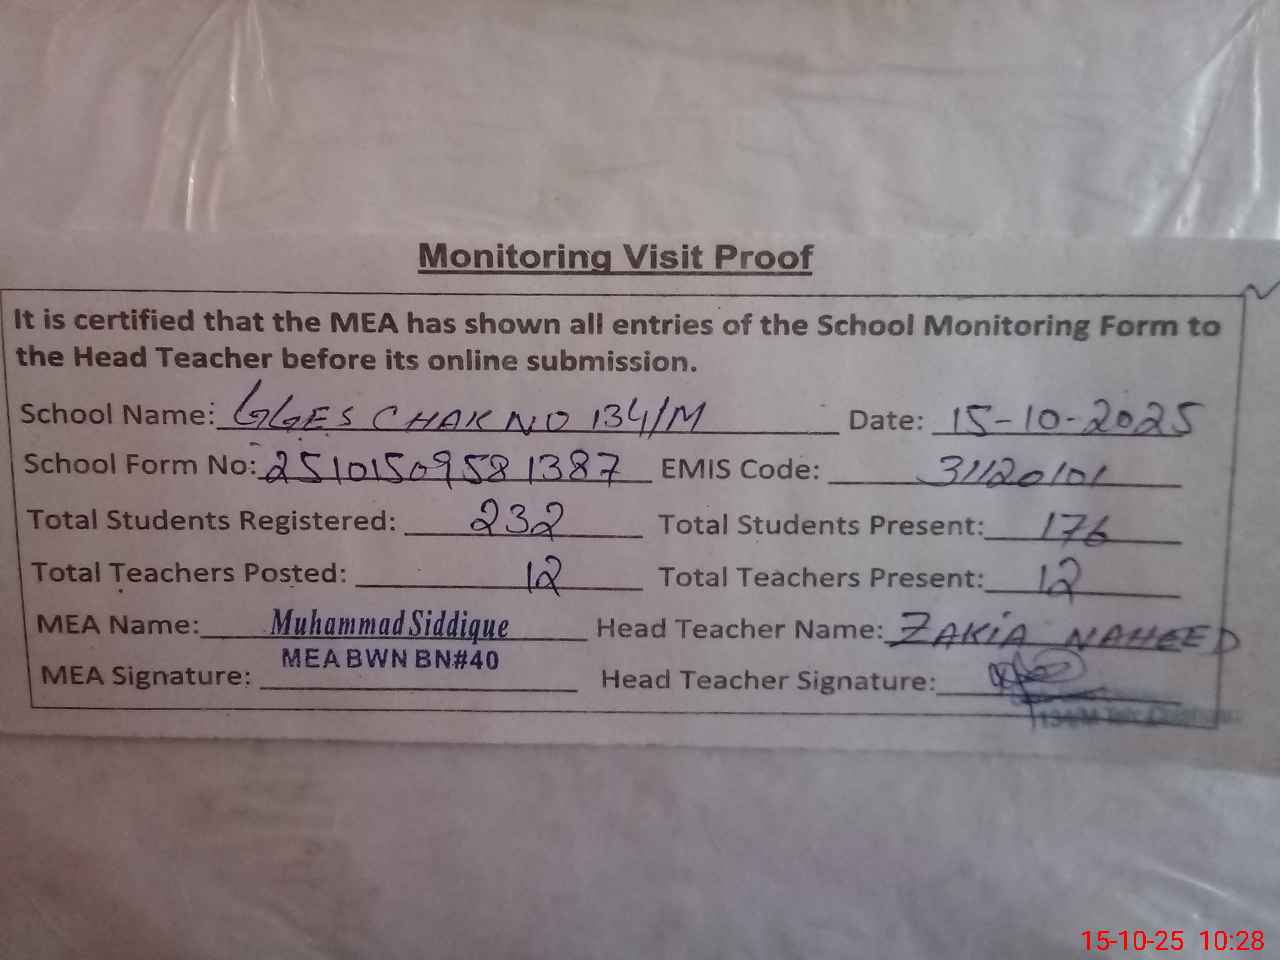 Monitoring Visit Proof
It is certified that the MEA has shown all entries of the School Monitoring Form to
the Head Teacher before its online submission.
School Name: GGES CHAK NO 134/M Date: 15-10-2025
School Form No: 2510150958 1387 EMIS Code: 31120101
Total Students Registered: 232 Total Students Present: 176
Total Teachers Posted: 12 Total Teachers Present: 12
MEA Name: Muhammad Siddique Head Teacher Name: ZAKIA NAHEED
MEA BWN BN#40
MEA Signature: Head Teacher Signature:
15-10-25 10:28